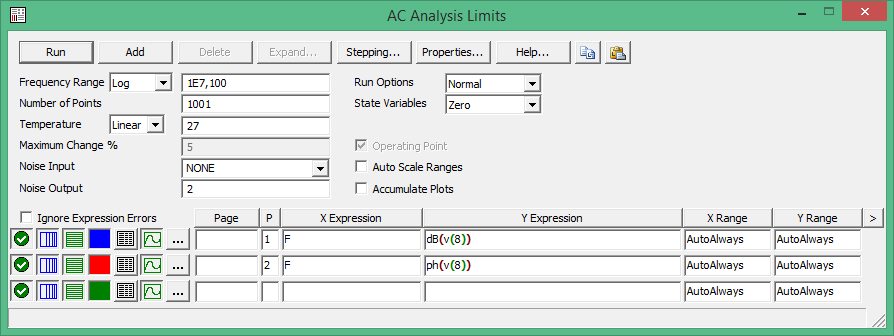 AC Analysis Limits
Run Add Delete Expand... Stepping... Properties... Help...
Frequency Range Log 1E7,100 Run Options Normal
Number of Points 1001 State Variables Zero
Temperature Linear 27
Maximum Change % 5 Operating Point
Noise Input NONE Auto Scale Ranges
Noise Output 2 Accumulate Plots
Ignore Expression Errors Page P X Expression Y Expression X Range Y Range >
... 1 F dB(v(8)) AutoAlways AutoAlways
... 2 F ph(v(8)) AutoAlways AutoAlways
... AutoAlways AutoAlways